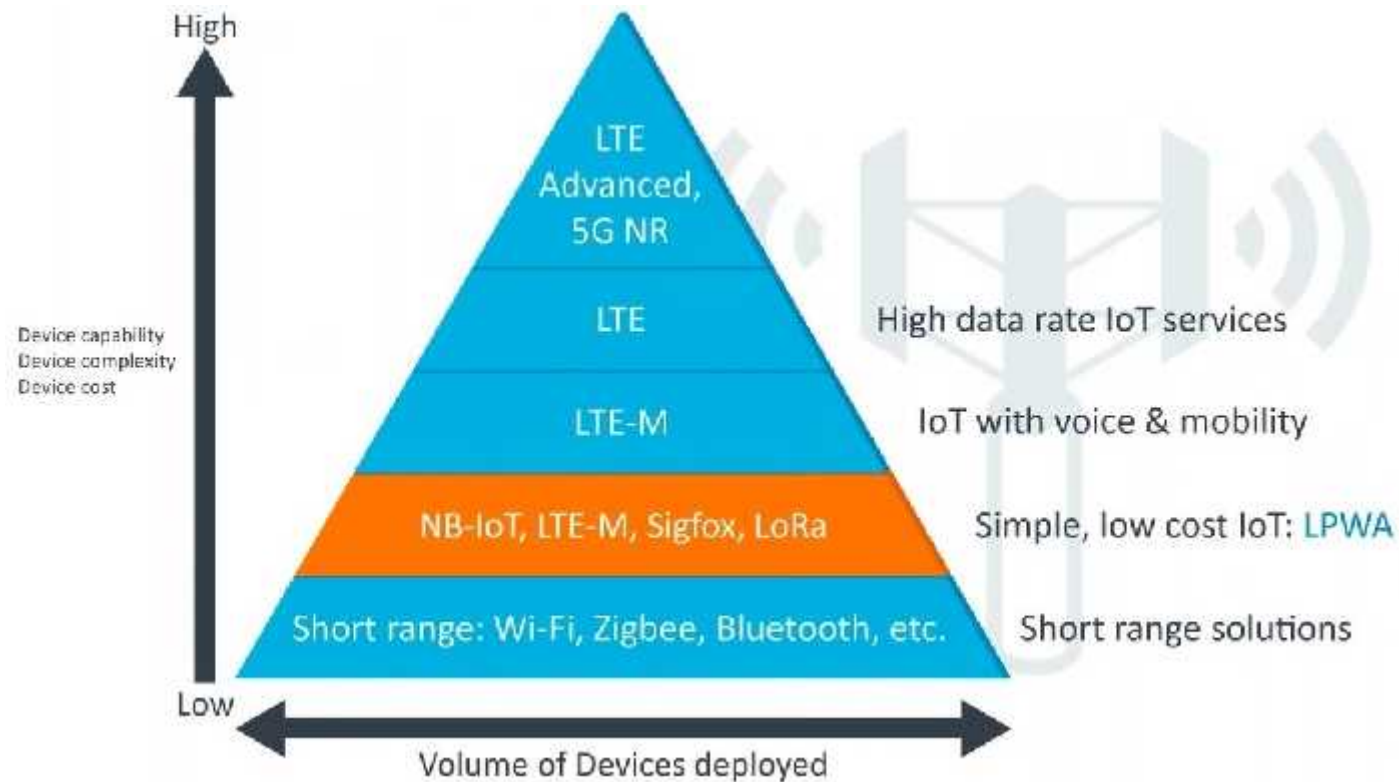 High
LTE
Advanced,
5G NR
LTE
High data rate IoT services
Device capability
Device complexity
Device cost
LTE-M
IoT with voice & mobility
NB-IoT, LTE-M, Sigfox, LoRa
Simple, low cost IoT: LPWA
Short range: Wi-Fi, Zigbee, Bluetooth, etc.
Short range solutions
Low
Volume of Devices deployed